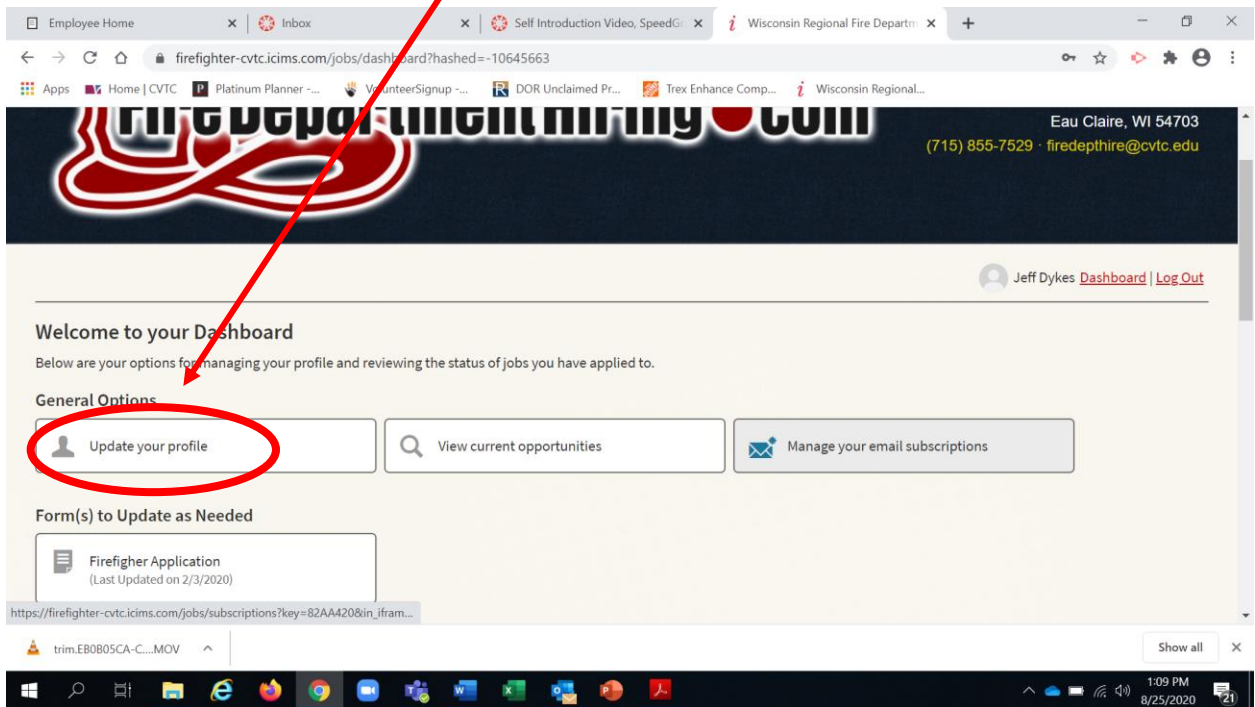 Employee Home
Inbox
Self Introduction Video, SpeedGr
Wisconsin Regional Fire Departm
firefighter-cvtc.icims.com/jobs/dashboard?hashed=-10645663
Apps Home | CVTC Platinum Planner -... VolunteerSignup -... DOR Unclaimed Pr... Trex Enhance Comp... Wisconsin Regional...
FireDepartmentHiring com
Eau Claire, WI 54703
(715) 855-7529 · firedepthire@cvtc.edu
Jeff Dykes Dashboard | Log Out
Welcome to your Dashboard
Below are your options for managing your profile and reviewing the status of jobs you have applied to.
General Options
Update your profile
View current opportunities
Manage your email subscriptions
Form(s) to Update as Needed
Firefigher Application
(Last Updated on 2/3/2020)
https://firefighter-cvtc.icims.com/jobs/subscriptions?key=82AA420&in_ifram...
trim.EB0B05CA-C....MOV
Show all
1:09 PM
8/25/2020
21